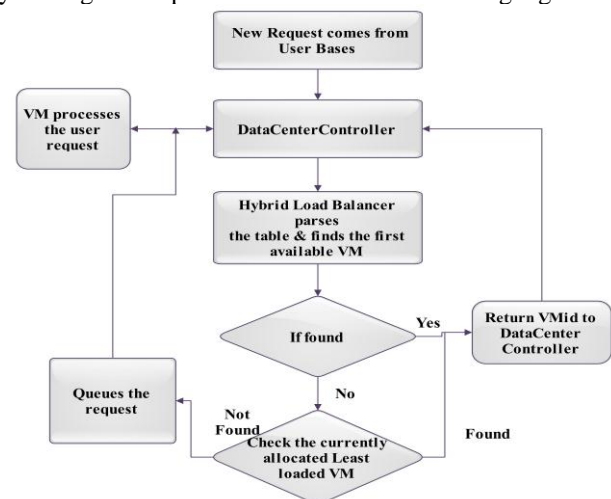 New Request comes from
User Bases
VM processes
the user
request
DataCenterController
Hybrid Load Balancer
parses
the table & finds the first
available VM
If found
Yes
Return VMid to
DataCenter
Controller
No
Queues the
request
Not
Found
Check the currently
allocated Least
loaded VM
Found